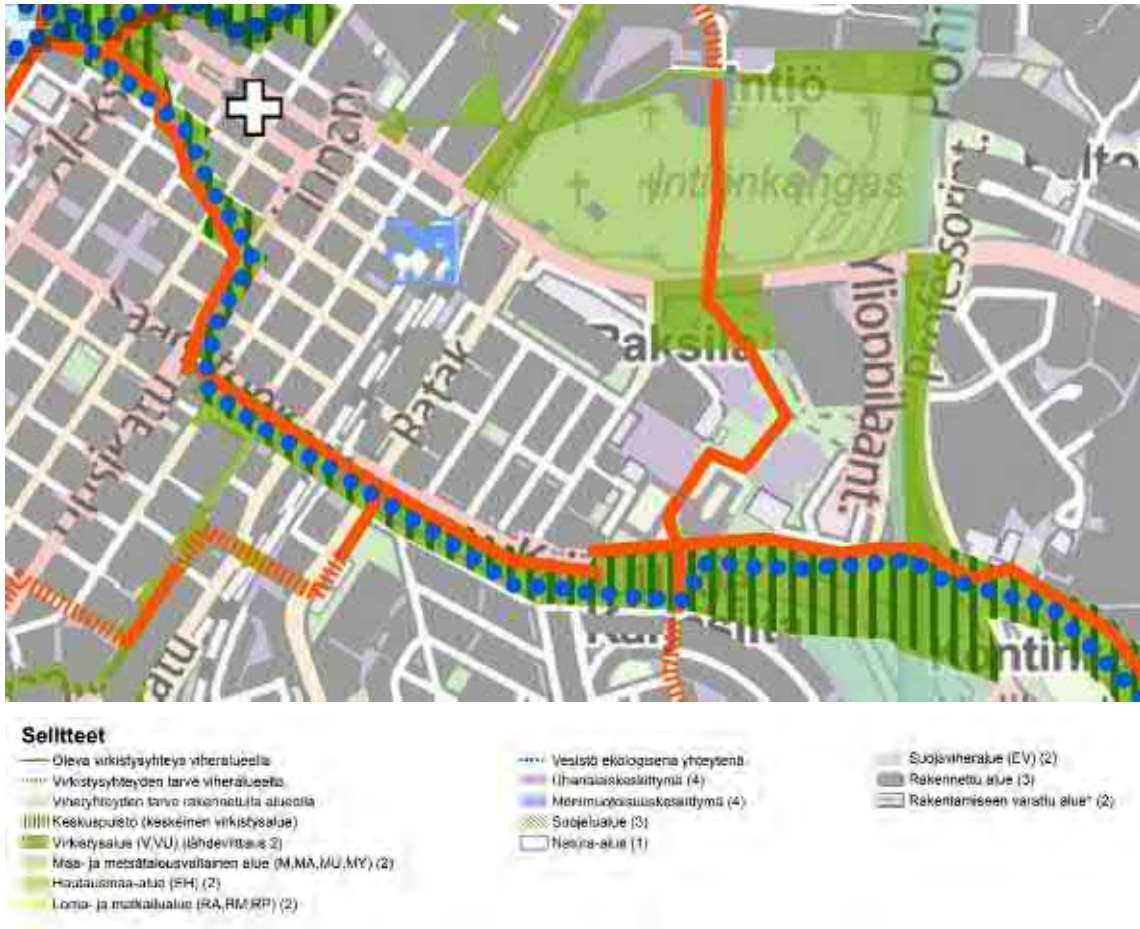 Intiö
Intiönkangas
Professorint.
Ylioppilaant.
Raksila
Ratak
Selitteet
Oleva virkistysyhteys viheralueella
Virkistysyhteyden tarve viheralueella
Viheryhteyden tarve rakennetulla alueella
Keskuspuisto (keskeinen virkistysalue)
Virkistysalue (V,VU) (lähdeviittaus 2)
Maa- ja metsätalousvaltainen alue (M,MA,MU,MY) (2)
Hautausmaa-alue (EH) (2)
Loma- ja matkailualue (RA,RM,RP) (2)
Vesistö ekologisena yhteytenä
Uhanalaiskeskittymä (4)
Monimuotoisuuskeskittymä (4)
Suojelualue (3)
Natura-alue (1)
Suojaviheralue (EV) (2)
Rakennettu alue (3)
Rakentamiseen varattu alue* (2)